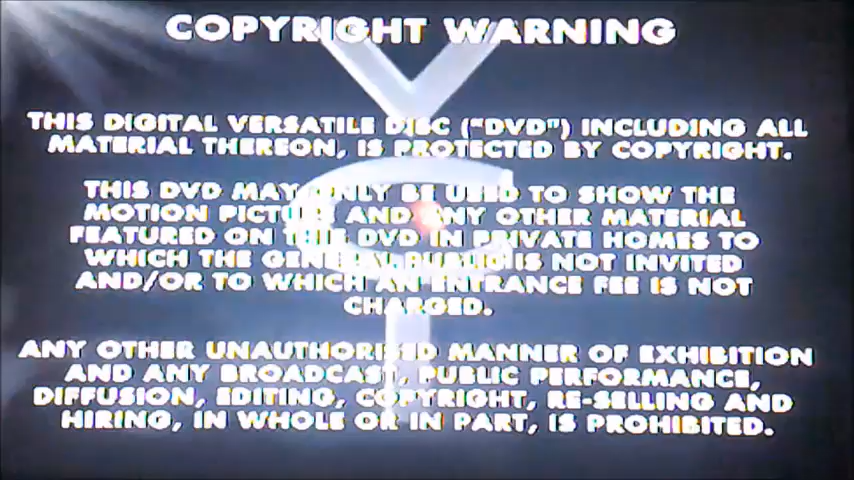 COPYRIGHT WARNING
THIS DIGITAL VERSATILE DISC ("DVD") INCLUDING ALL
MATERIAL THEREON, IS PROTECTED BY COPYRIGHT.
THIS DVD MAY ONLY BE USED TO SHOW THE
MOTION PICTURE AND ANY OTHER MATERIAL
FEATURED ON THIS DVD IN PRIVATE HOMES TO
WHICH THE GENERAL PUBLIC IS NOT INVITED
AND/OR TO WHICH AN ENTRANCE FEE IS NOT
CHARGED.
ANY OTHER UNAUTHORISED MANNER OF EXHIBITION
AND ANY BROADCAST, PUBLIC PERFORMANCE,
DIFFUSION, EDITING, COPYRIGHT, RE-SELLING AND
HIRING, IN WHOLE OR IN PART, IS PROHIBITED.